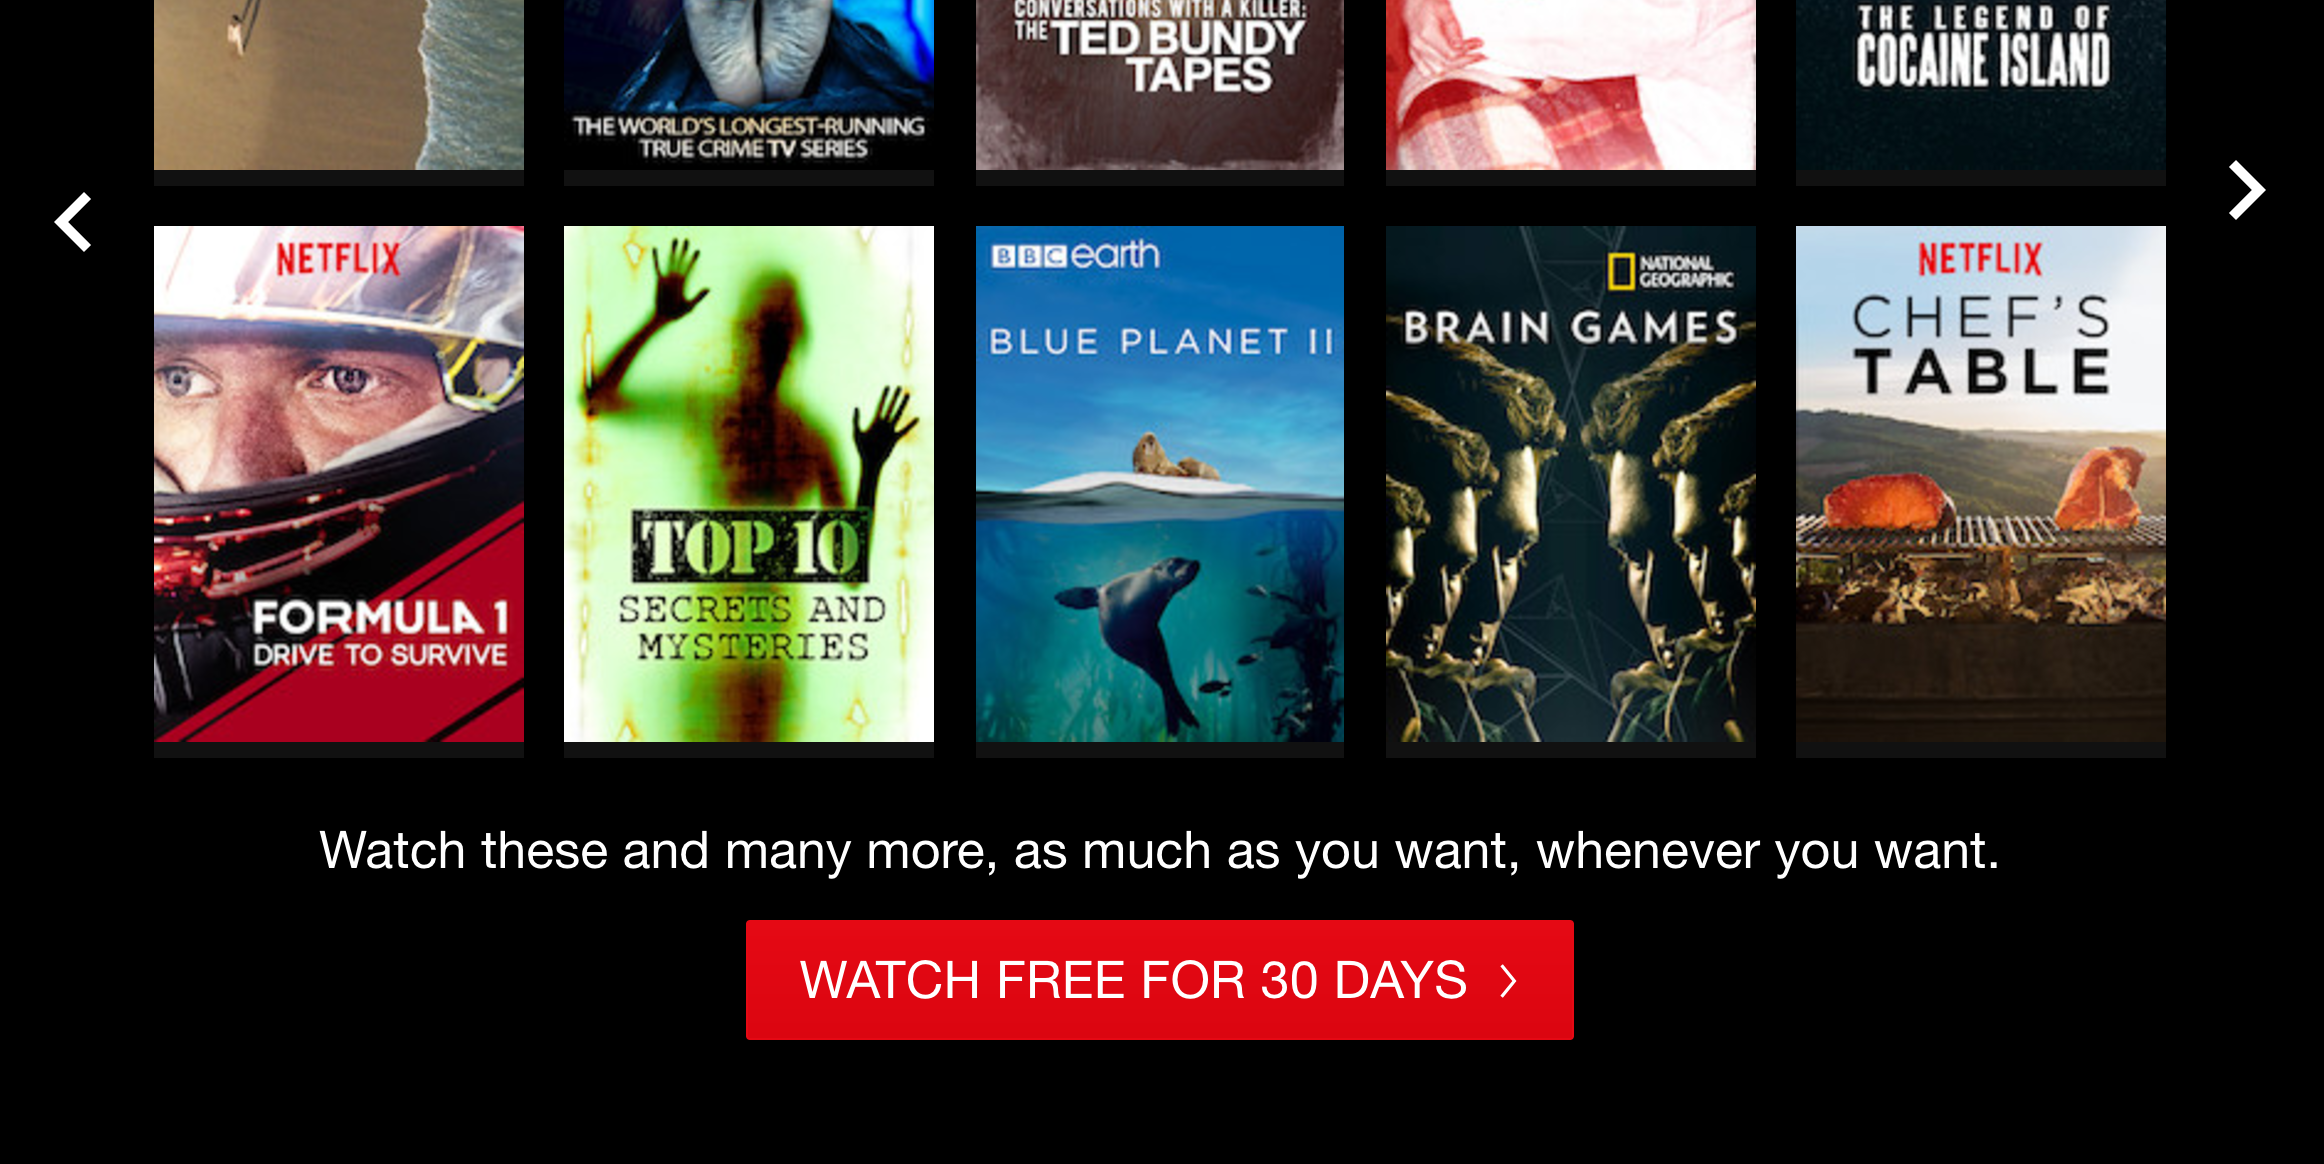 CONVERSATIONS WITH A KILLER:
THE TED BUNDY
TAPES
THE LEGEND OF
COCAINE ISLAND
THE WORLD'S LONGEST-RUNNING
TRUE CRIME TV SERIES
NETFLIX
FORMULA 1
DRIVE TO SURVIVE
TOP 10
SECRETS AND
MYSTERIES
BBC earth
BLUE PLANET II
NATIONAL
GEOGRAPHIC
BRAIN GAMES
NETFLIX
CHEF'S
TABLE
Watch these and many more, as much as you want, whenever you want.
WATCH FREE FOR 30 DAYS